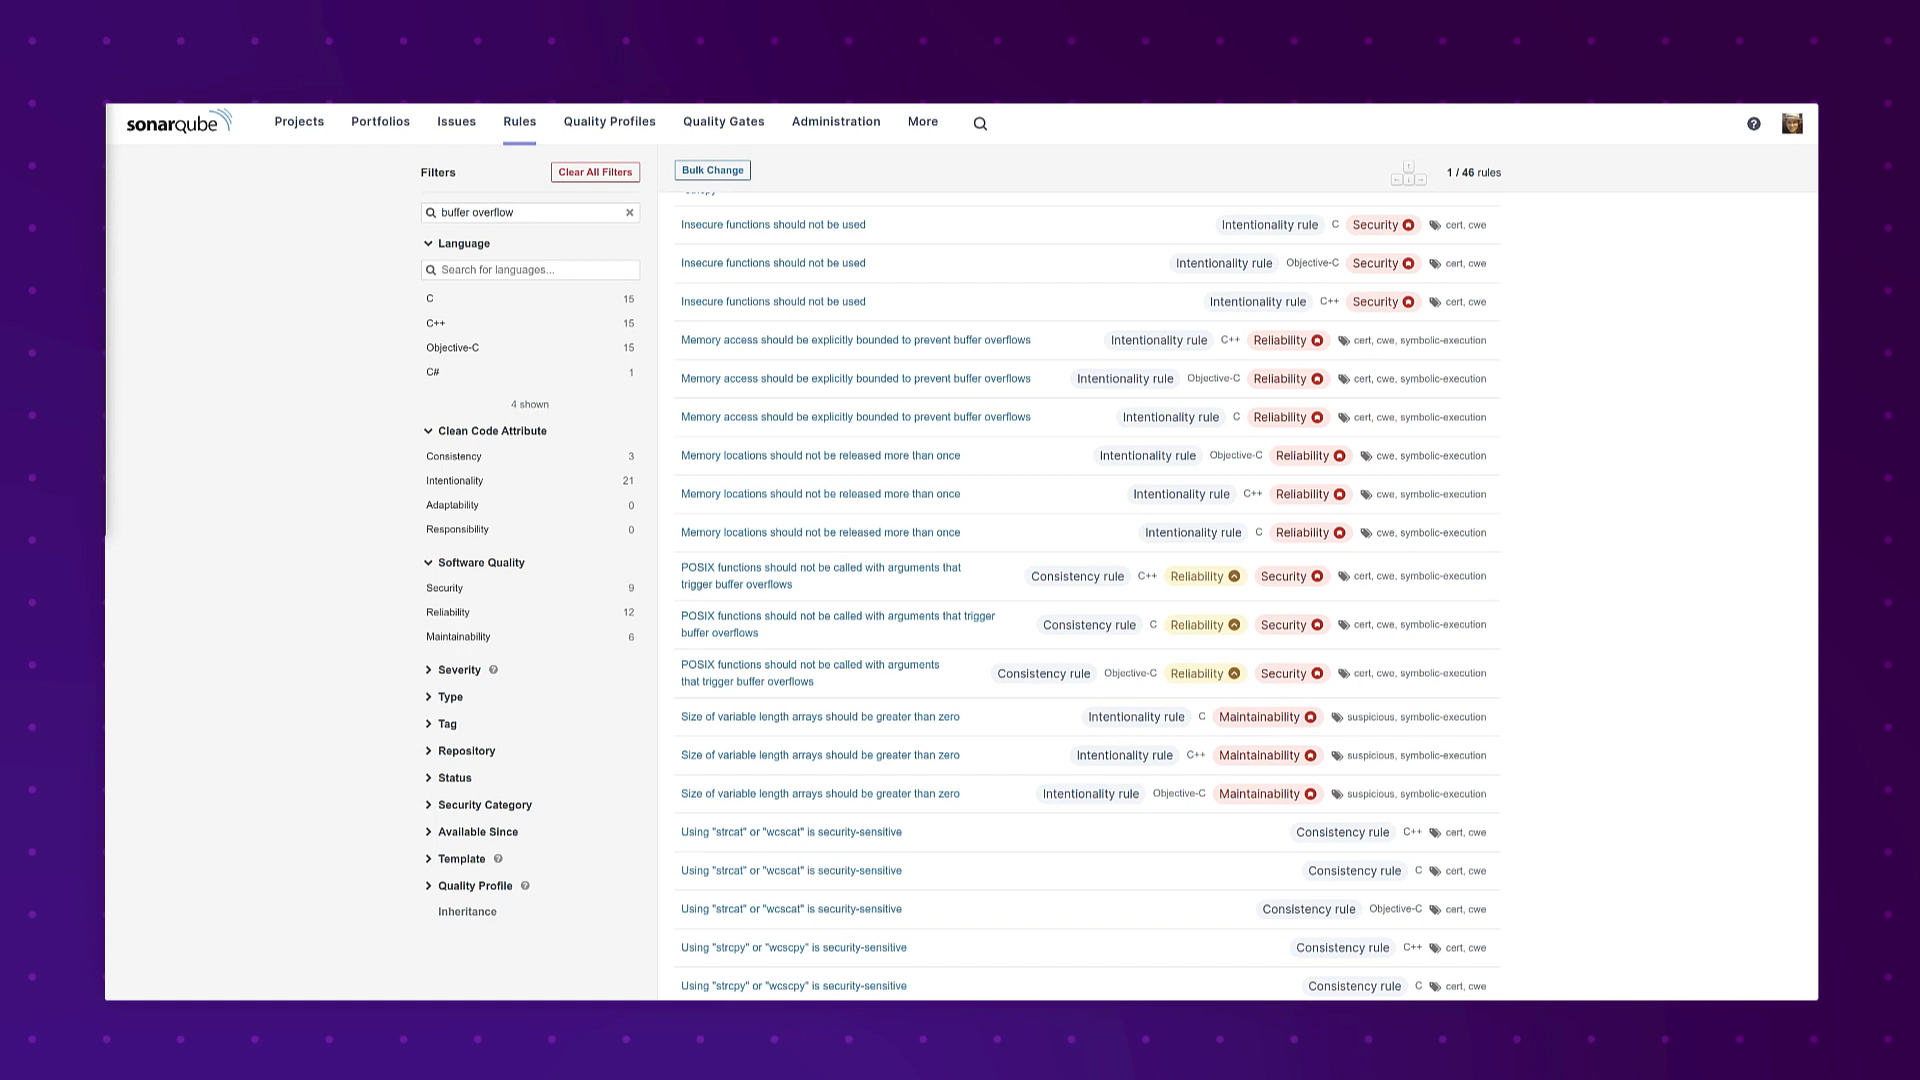 sonarqube
Projects Portfolios Issues Rules Quality Profiles Quality Gates Administration More
Filters Clear All Filters
buffer overflow
Language
Search for languages...
C 15
C++ 15
Objective-C 15
C# 1
4 shown
Clean Code Attribute
Consistency 3
Intentionality 21
Adaptability 0
Responsibility 0
Software Quality
Security 9
Reliability 12
Maintainability 6
Severity
Type
Tag
Repository
Status
Security Category
Available Since
Template
Quality Profile
Inheritance
Bulk Change 1 / 46 rules
Insecure functions should not be used Intentionality rule C Security cert, cwe
Insecure functions should not be used Intentionality rule Objective-C Security cert, cwe
Insecure functions should not be used Intentionality rule C++ Security cert, cwe
Memory access should be explicitly bounded to prevent buffer overflows Intentionality rule C++ Reliability cert, cwe, symbolic-execution
Memory access should be explicitly bounded to prevent buffer overflows Intentionality rule Objective-C Reliability cert, cwe, symbolic-execution
Memory access should be explicitly bounded to prevent buffer overflows Intentionality rule C Reliability cert, cwe, symbolic-execution
Memory locations should not be released more than once Intentionality rule Objective-C Reliability cwe, symbolic-execution
Memory locations should not be released more than once Intentionality rule C++ Reliability cwe, symbolic-execution
Memory locations should not be released more than once Intentionality rule C Reliability cwe, symbolic-execution
POSIX functions should not be called with arguments that
trigger buffer overflows Consistency rule C++ Reliability Security cert, cwe, symbolic-execution
POSIX functions should not be called with arguments that trigger
buffer overflows Consistency rule C Reliability Security cert, cwe, symbolic-execution
POSIX functions should not be called with arguments
that trigger buffer overflows Consistency rule Objective-C Reliability Security cert, cwe, symbolic-execution
Size of variable length arrays should be greater than zero Intentionality rule C Maintainability suspicious, symbolic-execution
Size of variable length arrays should be greater than zero Intentionality rule C++ Maintainability suspicious, symbolic-execution
Size of variable length arrays should be greater than zero Intentionality rule Objective-C Maintainability suspicious, symbolic-execution
Using "strcat" or "wcscat" is security-sensitive Consistency rule C++ cert, cwe
Using "strcat" or "wcscat" is security-sensitive Consistency rule C cert, cwe
Using "strcat" or "wcscat" is security-sensitive Consistency rule Objective-C cert, cwe
Using "strcpy" or "wcscpy" is security-sensitive Consistency rule C++ cert, cwe
Using "strcpy" or "wcscpy" is security-sensitive Consistency rule C cert, cwe